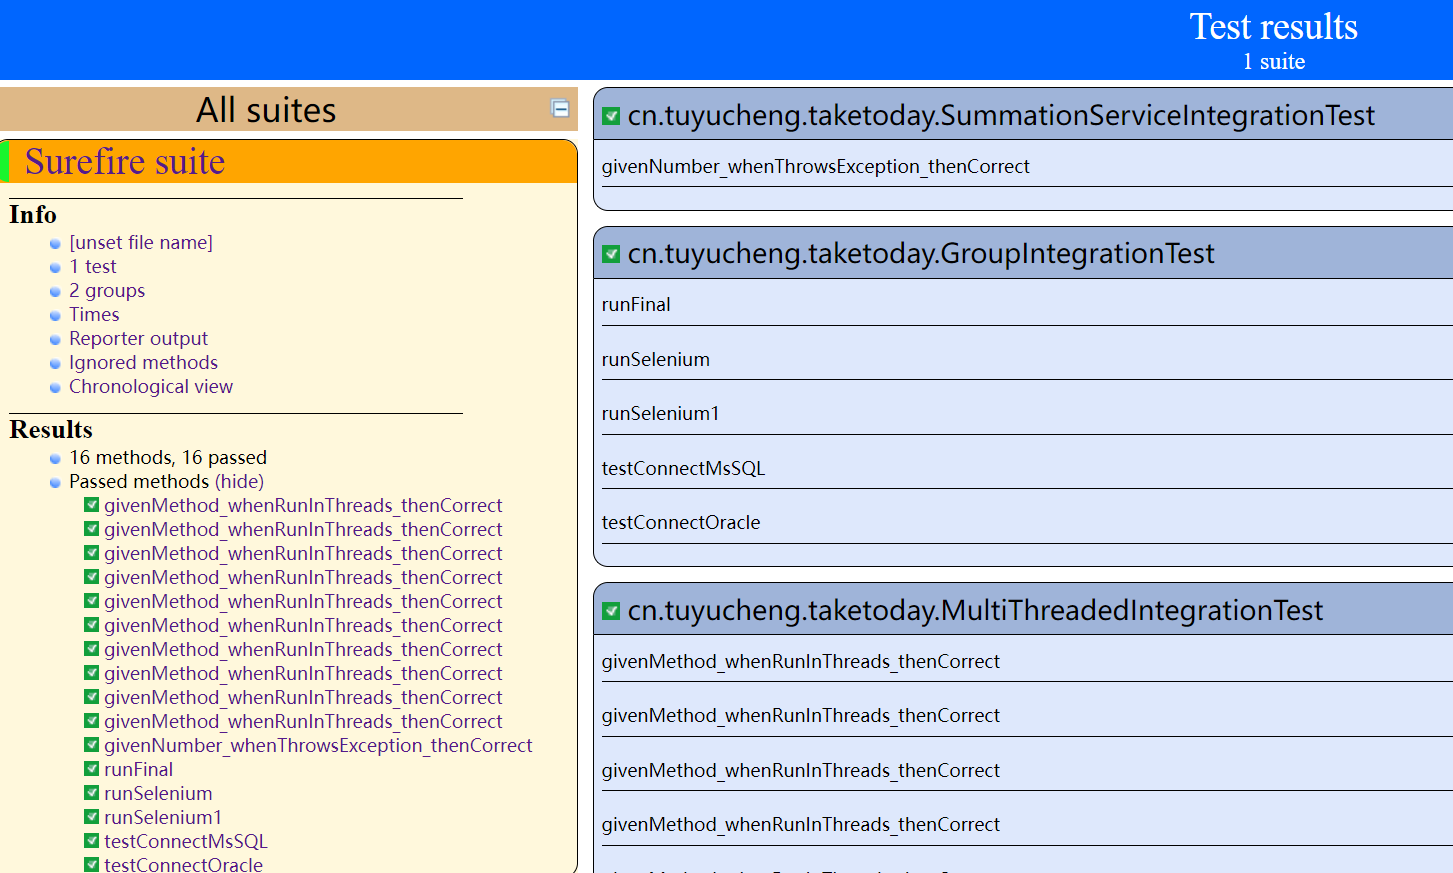 Test results
1 suite
All suites
Surefire suite
Info
[unset file name]
1 test
2 groups
Times
Reporter output
Ignored methods
Chronological view
Results
16 methods, 16 passed
Passed methods (hide)
givenMethod_whenRunInThreads_thenCorrect
givenMethod_whenRunInThreads_thenCorrect
givenMethod_whenRunInThreads_thenCorrect
givenMethod_whenRunInThreads_thenCorrect
givenMethod_whenRunInThreads_thenCorrect
givenMethod_whenRunInThreads_thenCorrect
givenMethod_whenRunInThreads_thenCorrect
givenMethod_whenRunInThreads_thenCorrect
givenMethod_whenRunInThreads_thenCorrect
givenMethod_whenRunInThreads_thenCorrect
givenNumber_whenThrowsException_thenCorrect
runFinal
runSelenium
runSelenium1
testConnectMsSQL
testConnectOracle
cn.tuyucheng.taketoday.SummationServiceIntegrationTest
givenNumber_whenThrowsException_thenCorrect
cn.tuyucheng.taketoday.GroupIntegrationTest
runFinal
runSelenium
runSelenium1
testConnectMsSQL
testConnectOracle
cn.tuyucheng.taketoday.MultiThreadedIntegrationTest
givenMethod_whenRunInThreads_thenCorrect
givenMethod_whenRunInThreads_thenCorrect
givenMethod_whenRunInThreads_thenCorrect
givenMethod_whenRunInThreads_thenCorrect